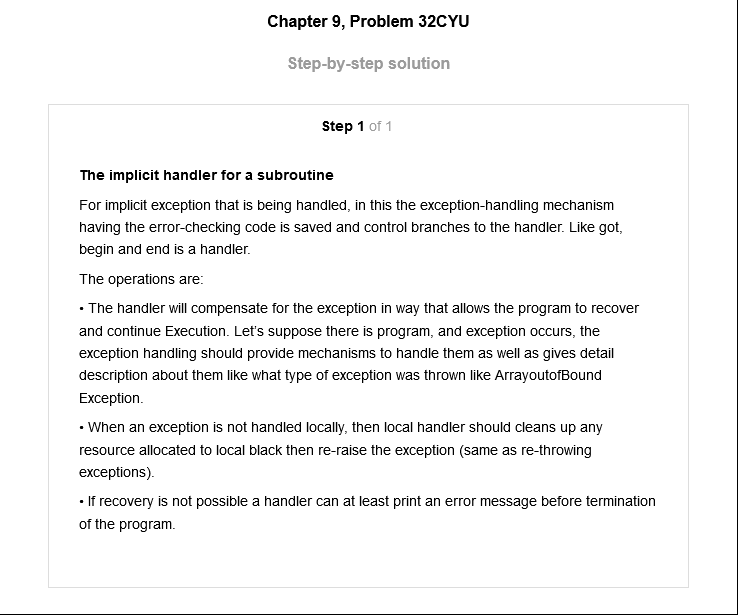 Chapter 9, Problem 32CYU
Step-by-step solution
Step 1 of 1
The implicit handler for a subroutine
For implicit exception that is being handled, in this the exception-handling mechanism
having the error-checking code is saved and control branches to the handler. Like got,
begin and end is a handler.
The operations are:
• The handler will compensate for the exception in way that allows the program to recover
and continue Execution. Let's suppose there is program, and exception occurs, the
exception handling should provide mechanisms to handle them as well as gives detail
description about them like what type of exception was thrown like ArrayoutofBound
Exception.
• When an exception is not handled locally, then local handler should cleans up any
resource allocated to local black then re-raise the exception (same as re-throwing
exceptions).
• If recovery is not possible a handler can at least print an error message before termination
of the program.